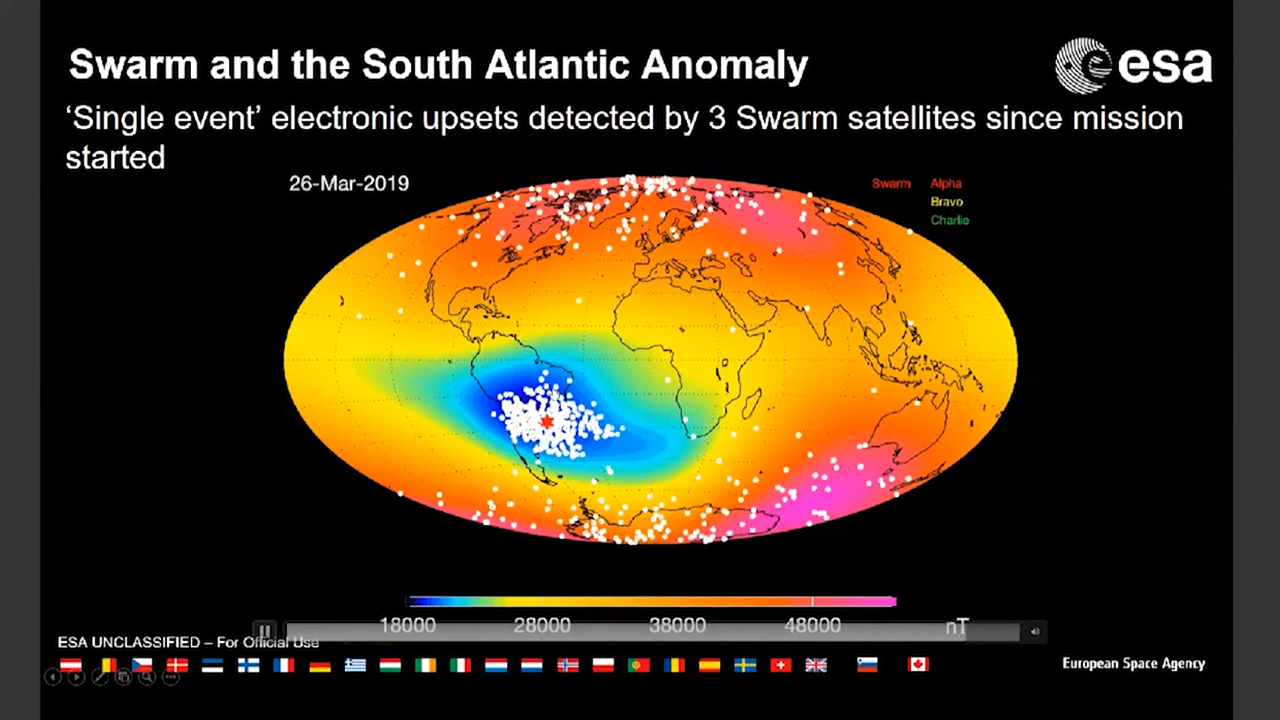 Swarm and the South Atlantic Anomaly
esa
‘Single event’ electronic upsets detected by 3 Swarm satellites since mission
started
26-Mar-2019
Swarm Alpha
Bravo
Charlie
18000 28000 38000 48000 nT
ESA UNCLASSIFIED – For Official Use
European Space Agency